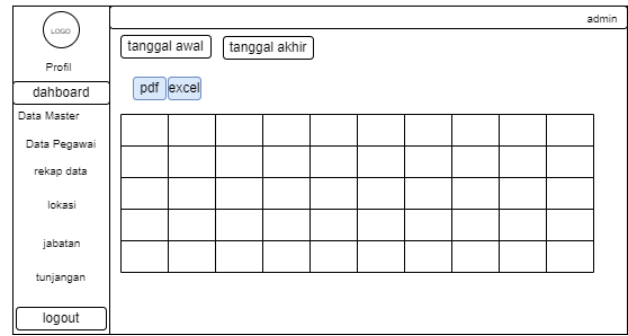 LOGO
Profil
dahboard
Data Master
Data Pegawai
rekap data
lokasi
jabatan
tunjangan
logout
admin
tanggal awal
tanggal akhir
pdf
excel